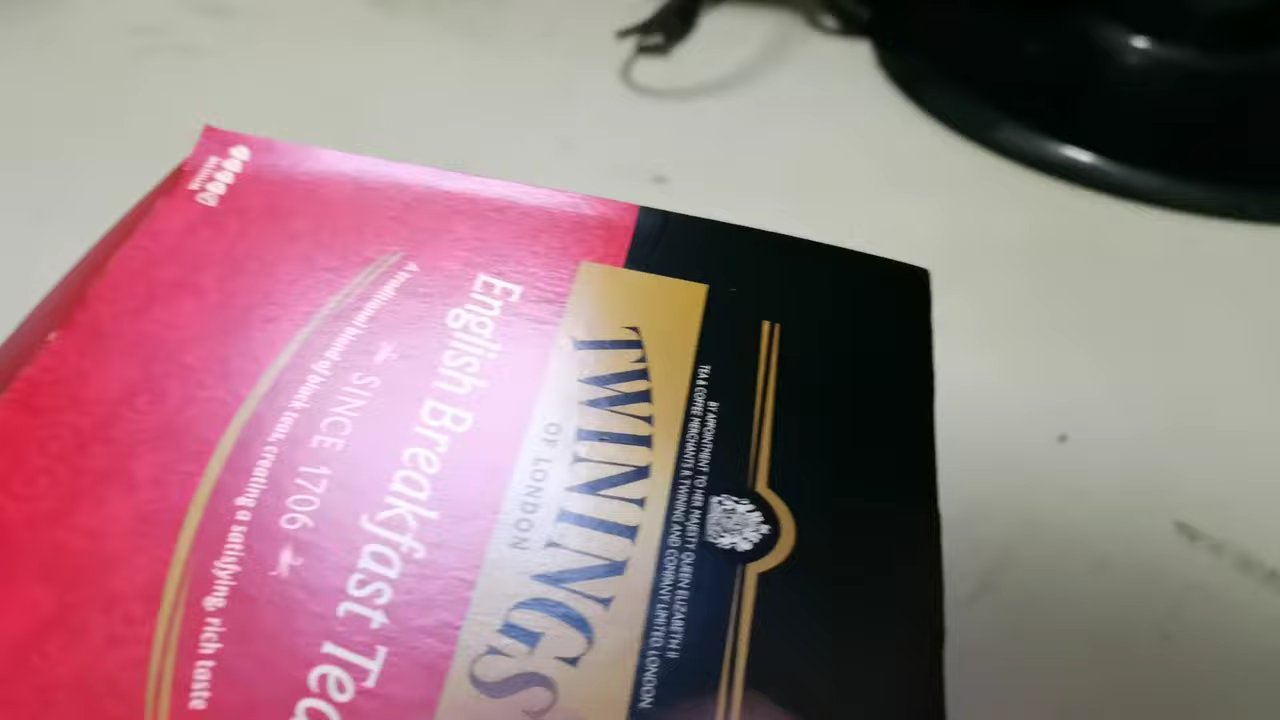 BY APPOINTMENT TO HER MAJESTY QUEEN ELIZABETH II
TEA & COFFEE MERCHANTS R. TWINING AND COMPANY LIMITED, LONDON
TWININGS
OF LONDON
English Breakfast Tea
SINCE 1706
A traditional blend of black teas, creating a satisfying, rich taste